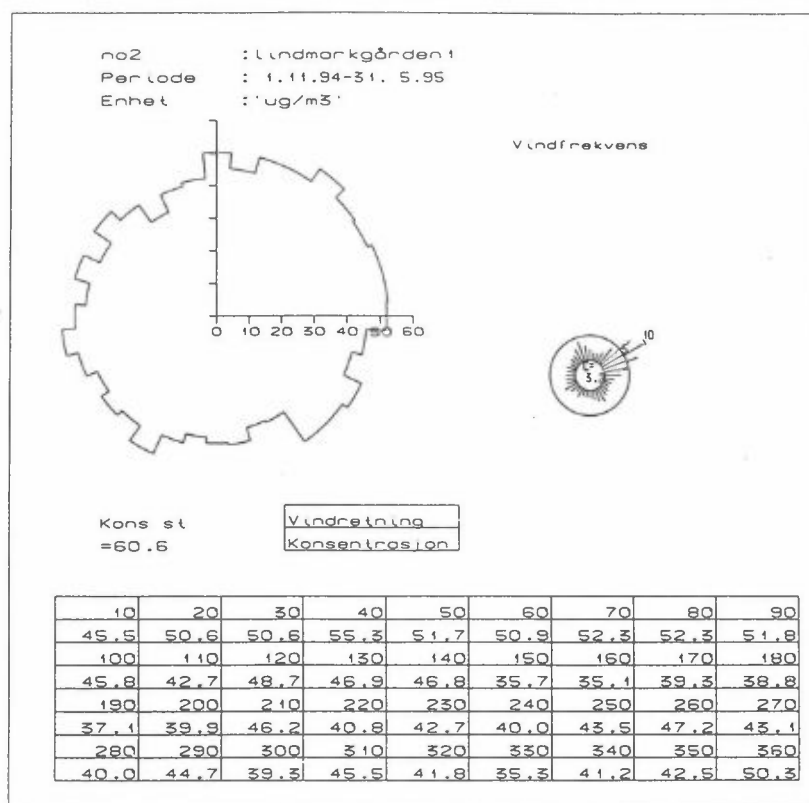 no2 :Lindmarkgården1
Periode : 1.11.94-31. 5.95
Enhet :'ug/m3'
Vindfrekvens
0 10 20 30 40 50 60
10
3.
Kons st
=60.6
Vindretning
Konsentrasjon
10 20 30 40 50 60 70 80 90
45.5 50.6 50.6 55.3 51.7 50.9 52.3 52.3 51.8
100 110 120 130 140 150 160 170 180
45.8 42.7 48.7 46.9 46.8 35.7 35.1 39.3 38.8
190 200 210 220 230 240 250 260 270
37.1 39.9 46.2 40.8 42.7 40.0 43.5 47.2 43.1
280 290 300 310 320 330 340 350 360
40.0 44.7 39.3 45.5 41.8 35.3 41.2 42.5 50.3